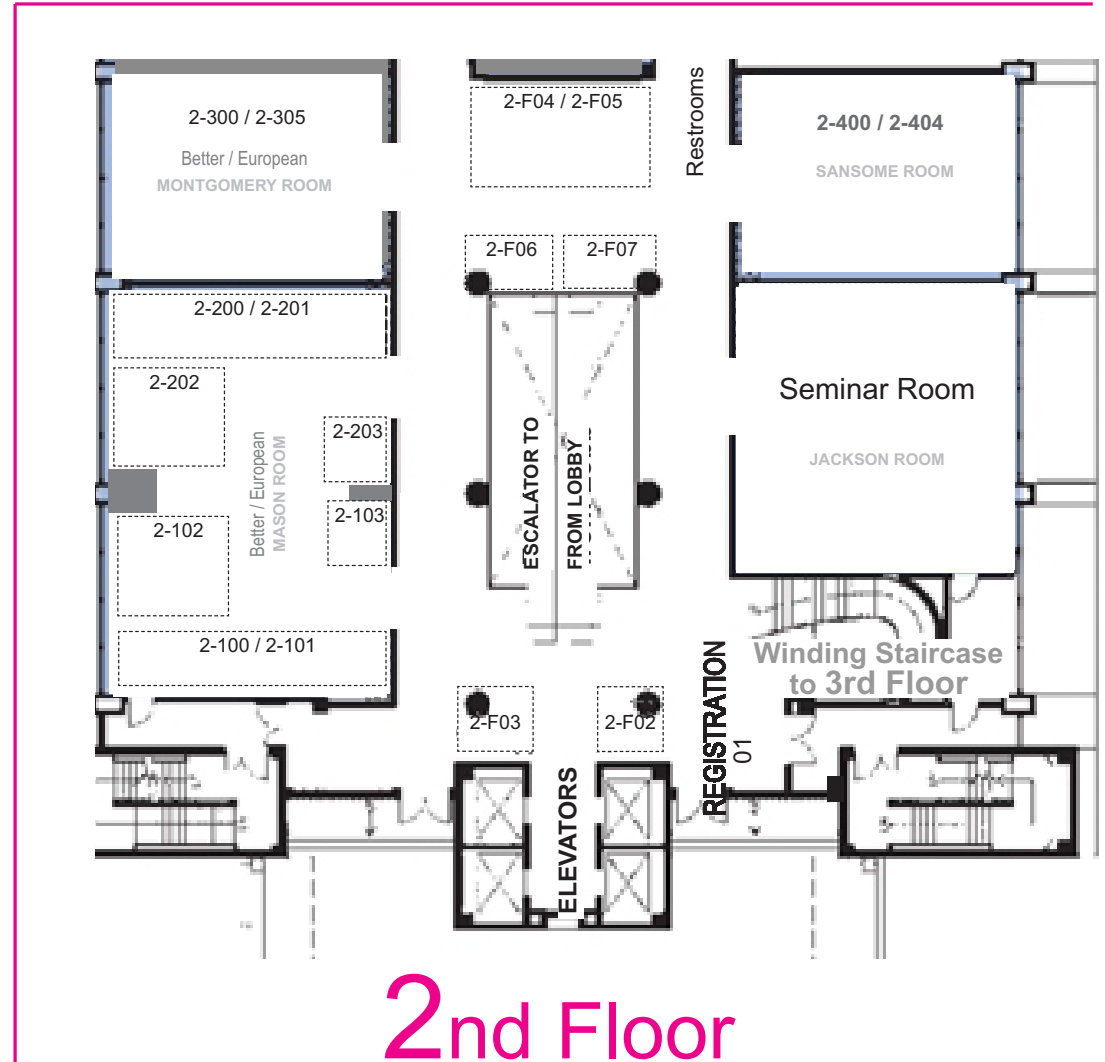 2-300 / 2-305
Better / European
MONTGOMERY ROOM
2-F04 / 2-F05
Restrooms
2-400 / 2-404
SANSOME ROOM
2-F06
2-F07
2-200 / 2-201
2-202
2-203
Better / European
MASON ROOM
2-102
2-103
2-100 / 2-101
ESCALATOR TO
FROM LOBBY
Seminar Room
JACKSON ROOM
Winding Staircase
to 3rd Floor
2-F03
2-F02
REGISTRATION
01
ELEVATORS
2nd Floor